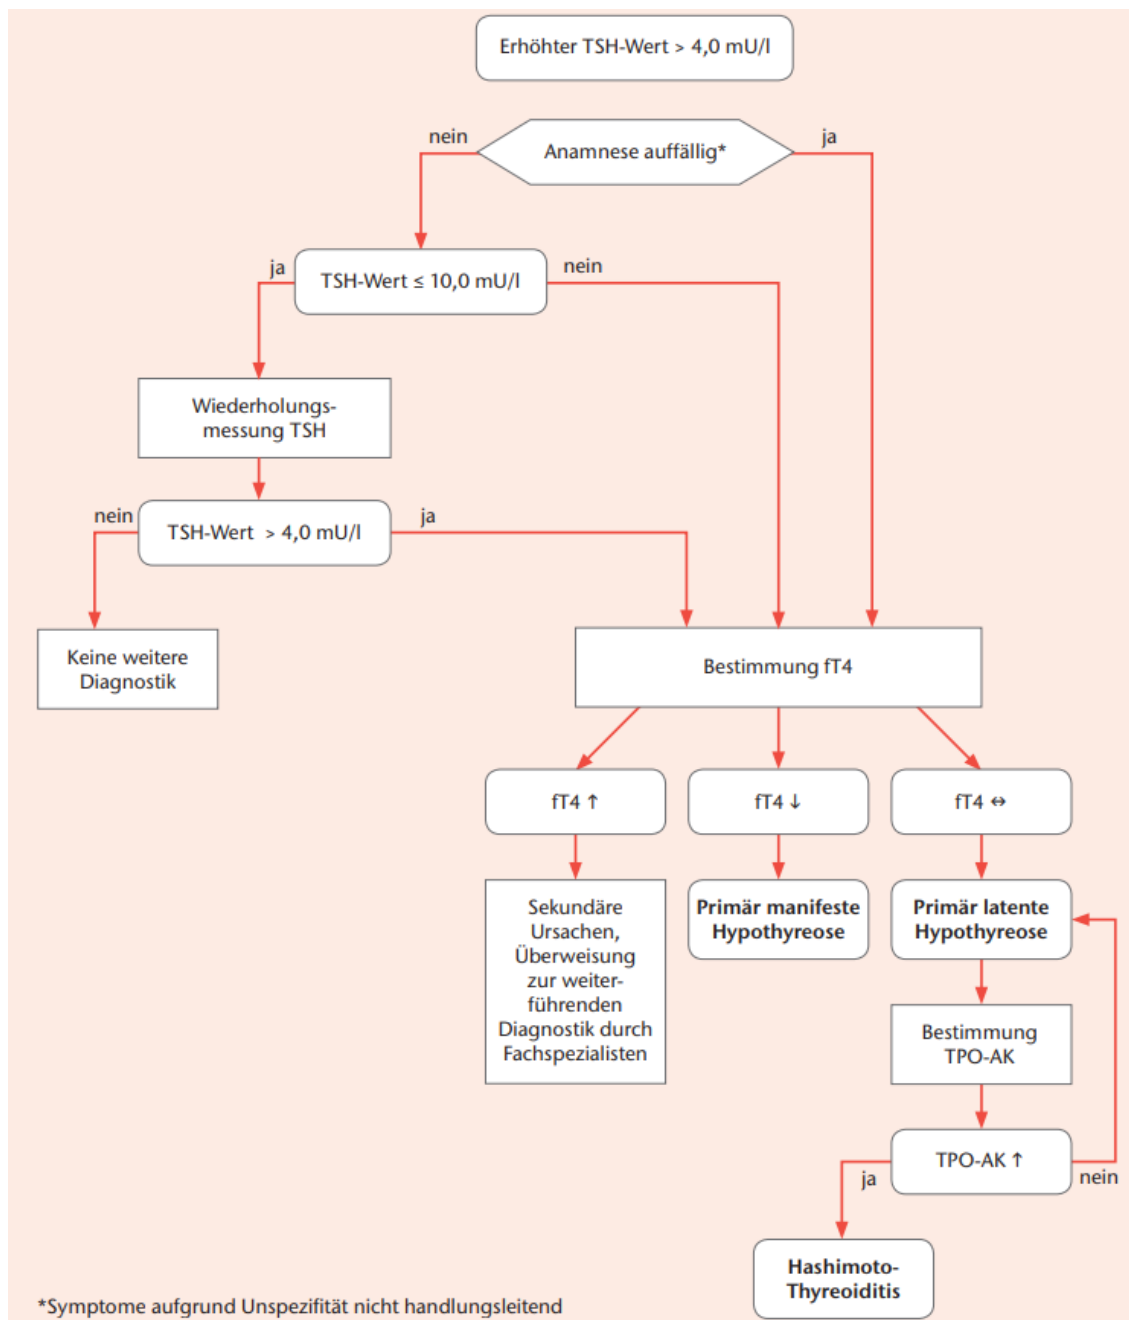 Erhöhter TSH-Wert > 4,0 mU/l
nein
Anamnese auffällig*
ja
ja
TSH-Wert ≤ 10,0 mU/l
nein
Wiederholungs-
messung TSH
nein
TSH-Wert > 4,0 mU/l
ja
Keine weitere
Diagnostik
Bestimmung fT4
fT4 ↑
fT4 ↓
fT4 ↔
Sekundäre
Ursachen,
Überweisung
zur weiter-
führenden
Diagnostik durch
Fachspezialisten
Primär manifeste
Hypothyreose
Primär latente
Hypothyreose
Bestimmung
TPO-AK
TPO-AK ↑
ja
nein
Hashimoto-
Thyreoiditis
*Symptome aufgrund Unspezifität nicht handlungsleitend